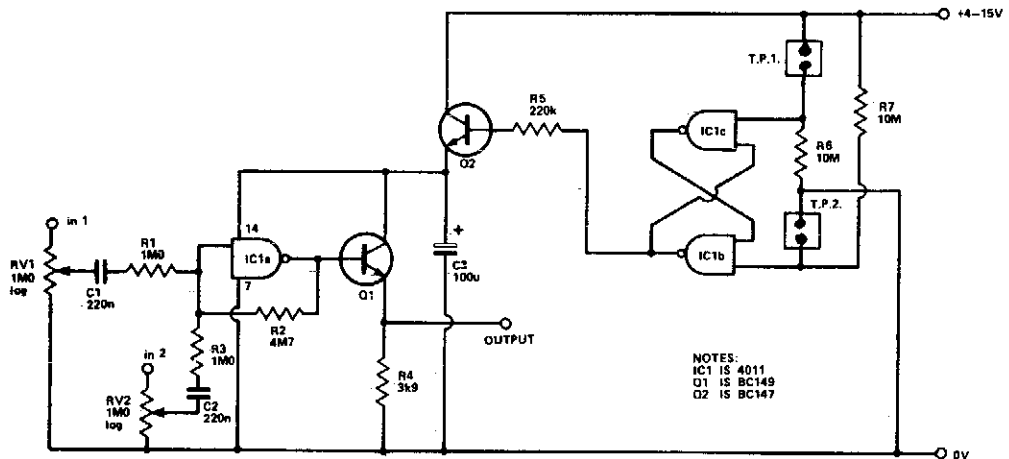 +4-15V
T.P.1.
R5
220k
R7
10M
IC1c
R6
10M
Q2
T.P.2.
in 1
14
+
R1
1M0
IC1a
IC1b
RV1
1M0
log
C1
220n
7
Q1
C3
100u
R2
4M7
OUTPUT
R3
1M0
in 2
R4
3k9
NOTES:
IC1 IS 4011
Q1 IS BC149
Q2 IS BC147
RV2
1M0
log
C2
220n
0V